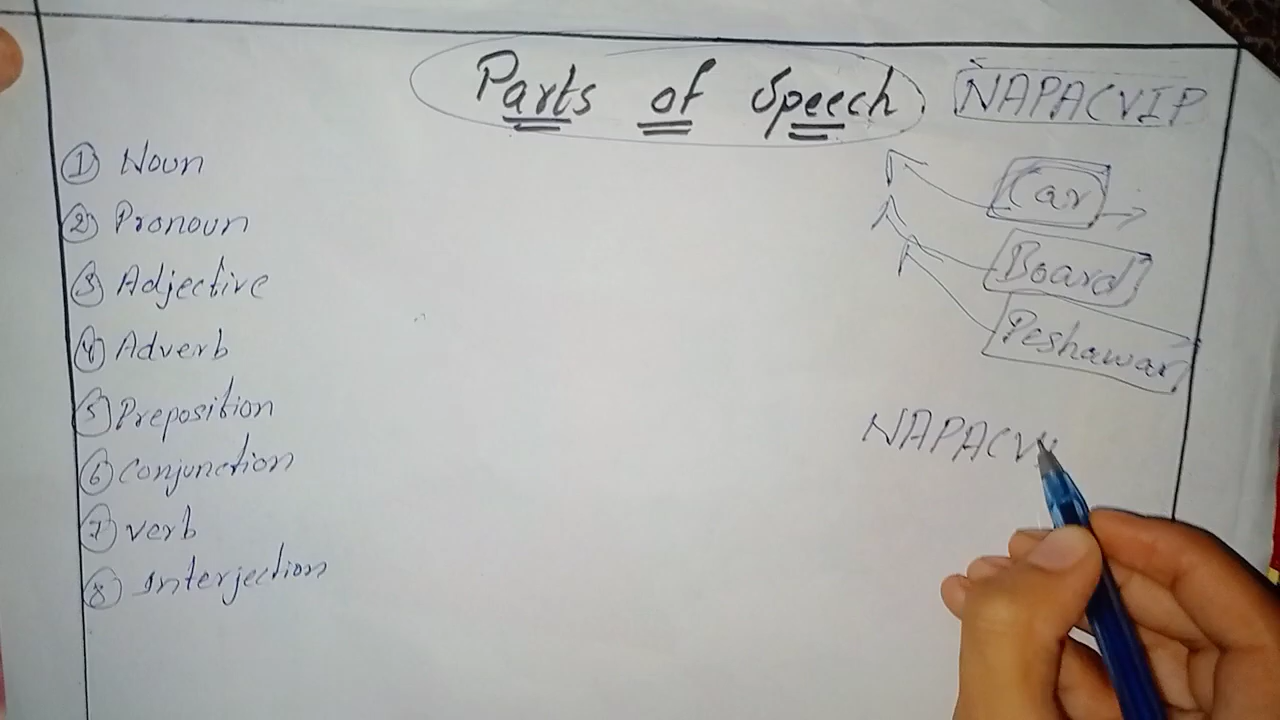 Parts of Speech NAPACVIP
① Noun
② Pronoun
③ Adjective
④ Adverb
⑤ Preposition
⑥ Conjunction
⑦ verb
⑧ Interjection
Car
Board
Peshawar
NAPACV